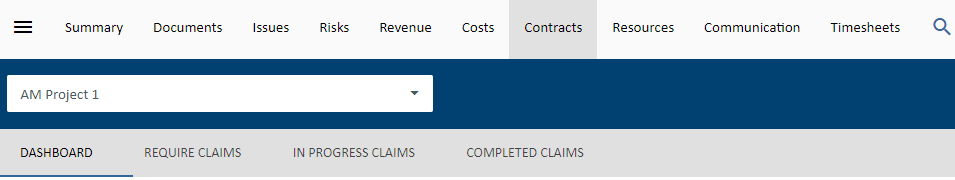 Summary Documents Issues Risks Revenue Costs Contracts Resources Communication Timesheets
AM Project 1
DASHBOARD REQUIRE CLAIMS IN PROGRESS CLAIMS COMPLETED CLAIMS